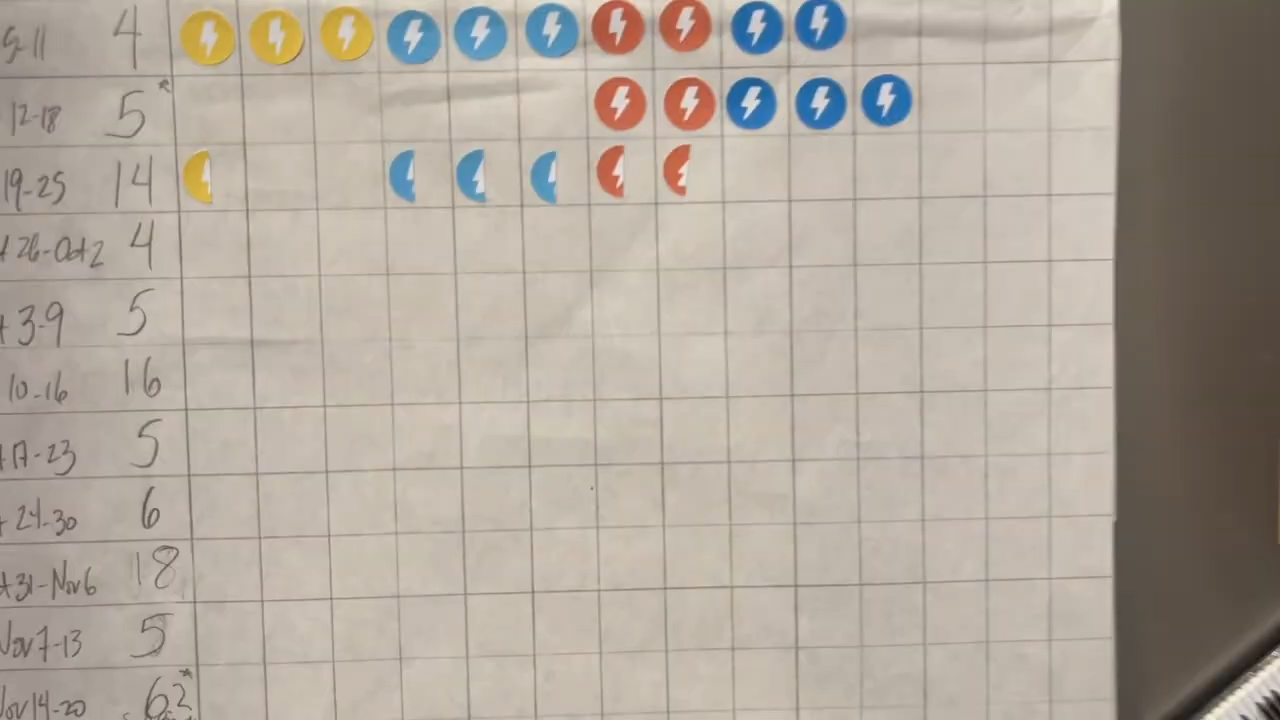 5-11 4
12-18 5*
19-25 14
26-Oct 2 4
3-9 5
10-16 16
17-23 5
24-30 6
31-Nov 6 18
Nov 7-13 5
Nov 14-20